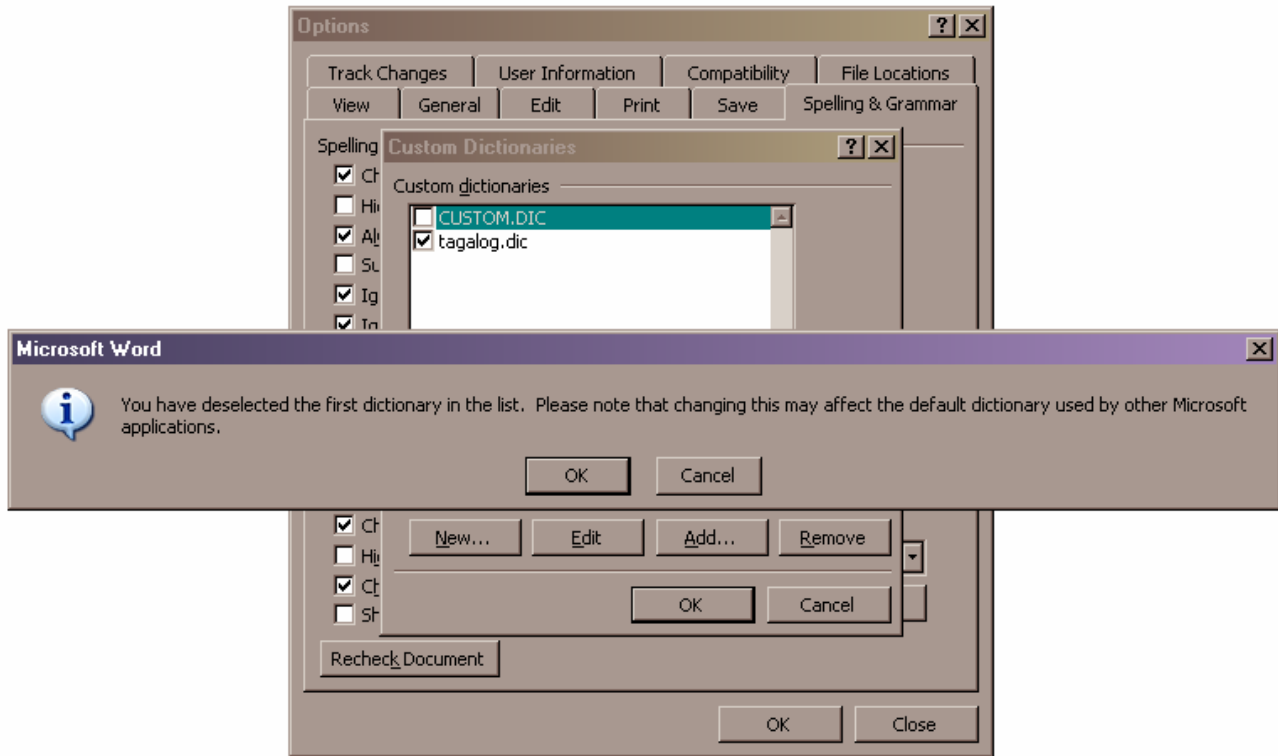 Options
Track Changes User Information Compatibility File Locations
View General Edit Print Save Spelling & Grammar
Spelling
Custom Dictionaries
Custom dictionaries
CUSTOM.DIC
tagalog.dic
Microsoft Word
You have deselected the first dictionary in the list. Please note that changing this may affect the default dictionary used by other Microsoft
applications.
OK Cancel
New... Edit Add... Remove
OK Cancel
Recheck Document
OK Close